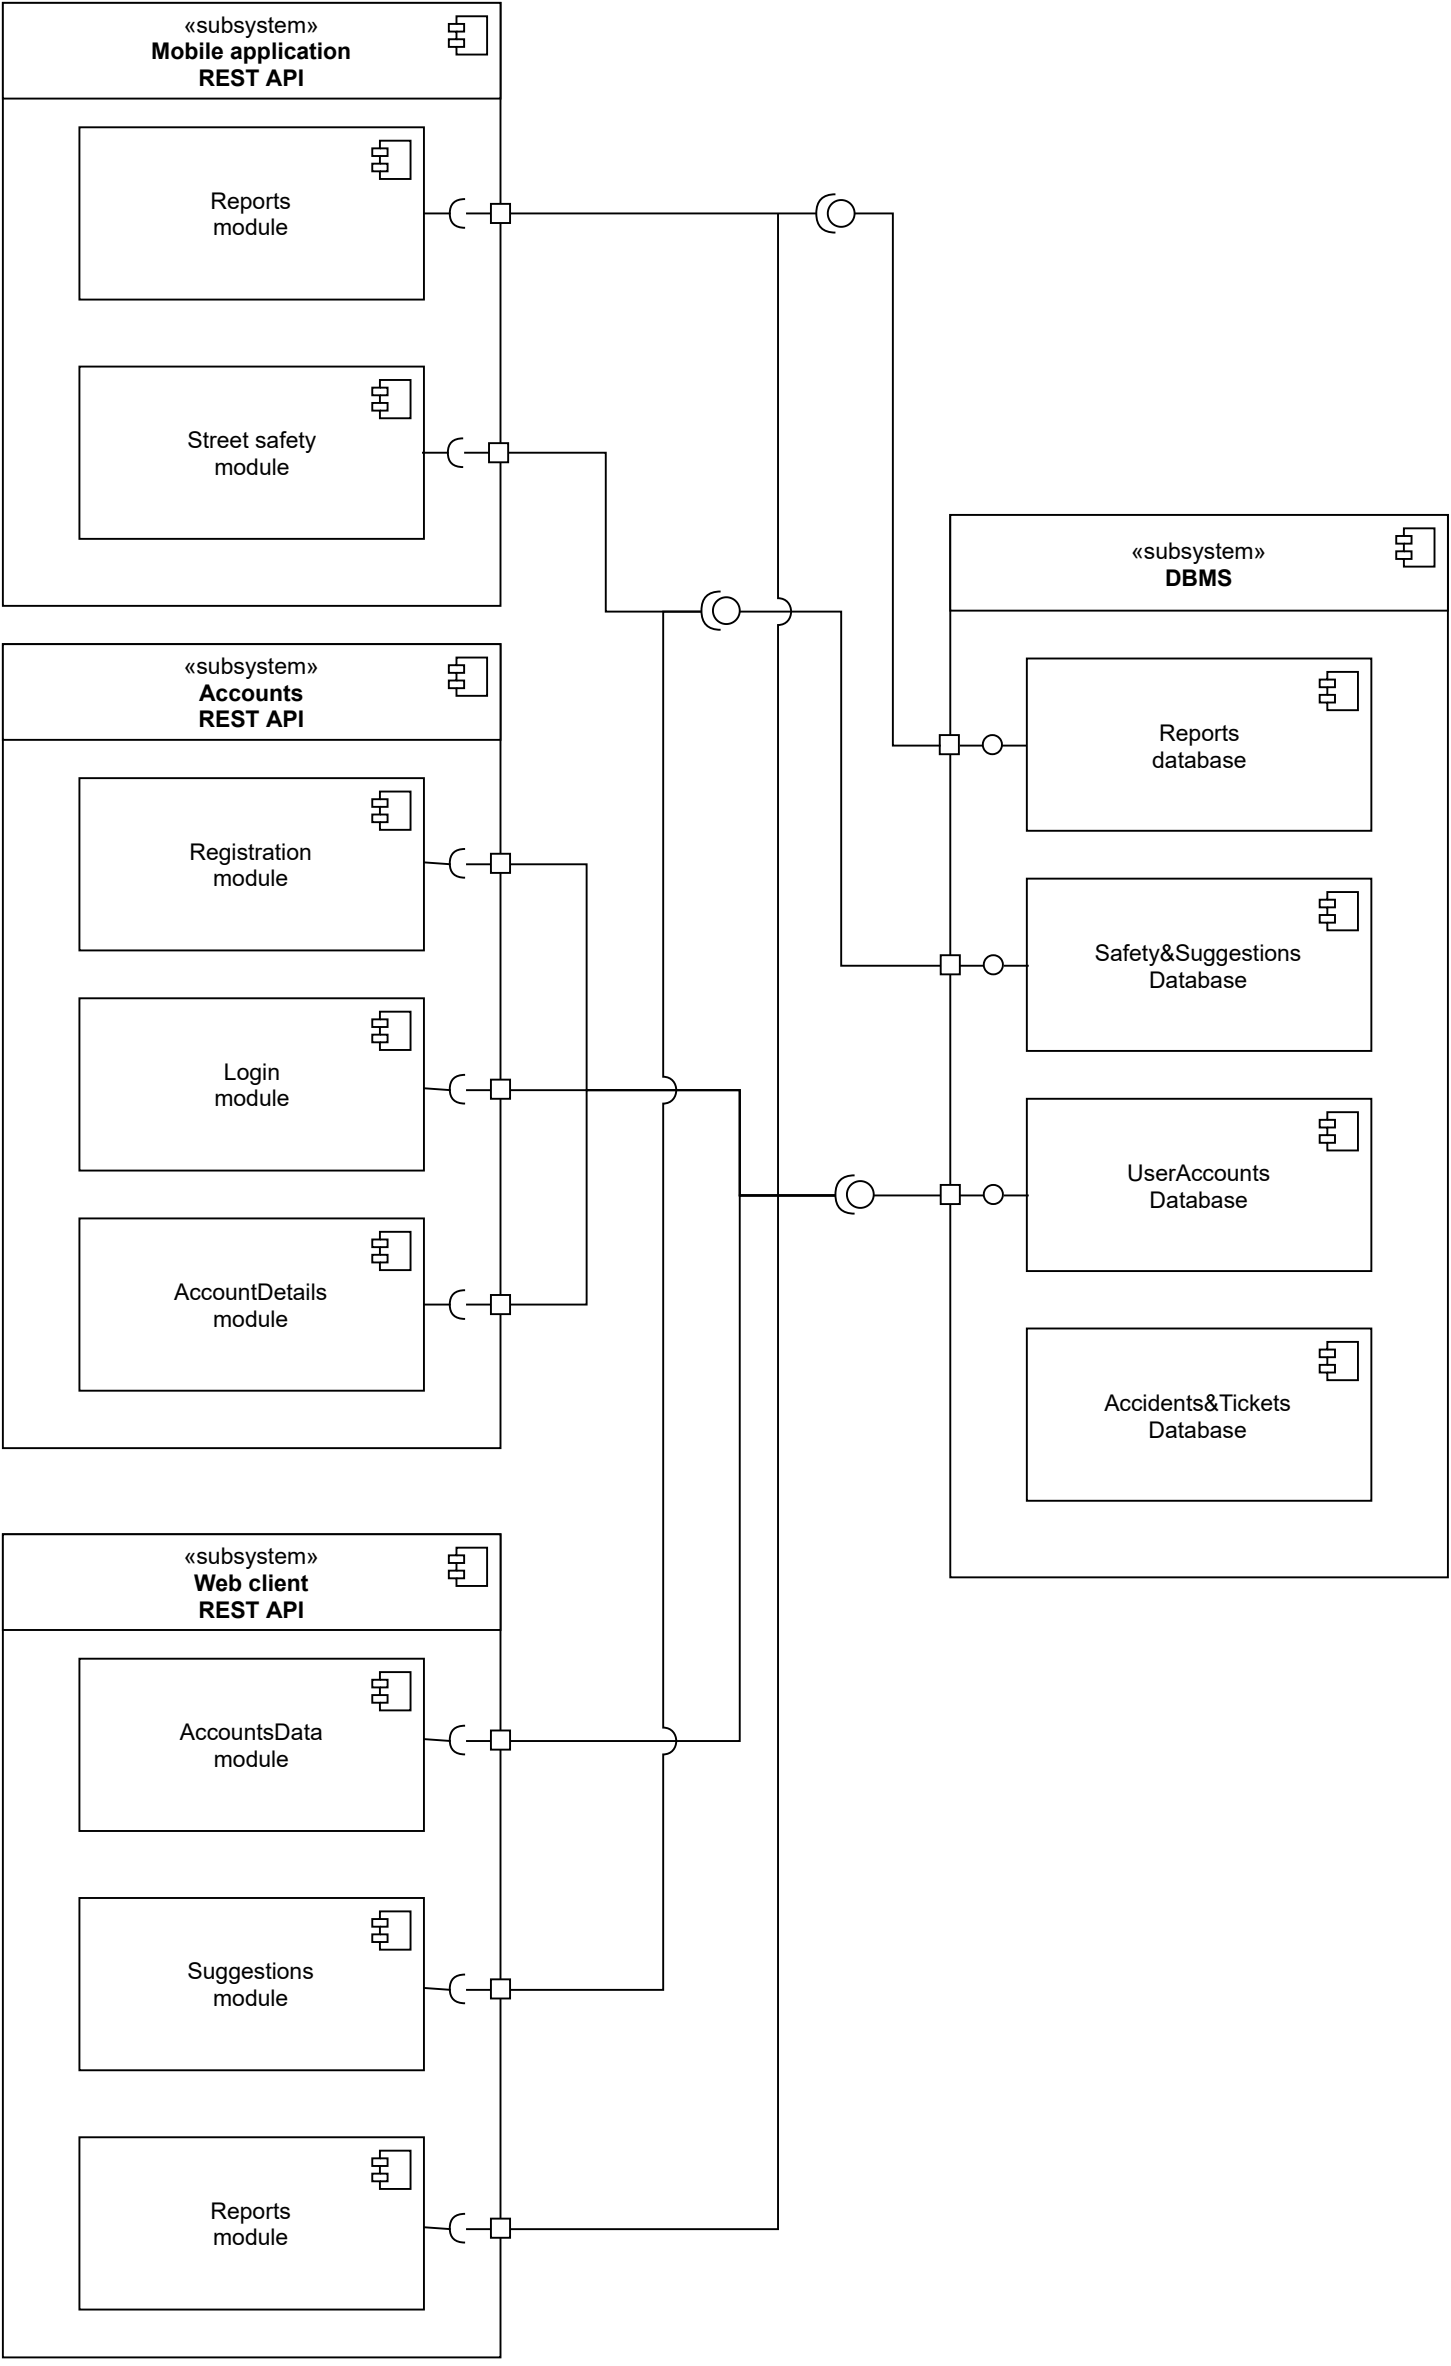 «subsystem»
Mobile application
REST API
Reports
module
Street safety
module
«subsystem»
Accounts
REST API
Registration
module
Login
module
AccountDetails
module
«subsystem»
Web client
REST API
AccountsData
module
Suggestions
module
Reports
module
«subsystem»
DBMS
Reports
database
Safety&Suggestions
Database
UserAccounts
Database
Accidents&Tickets
Database